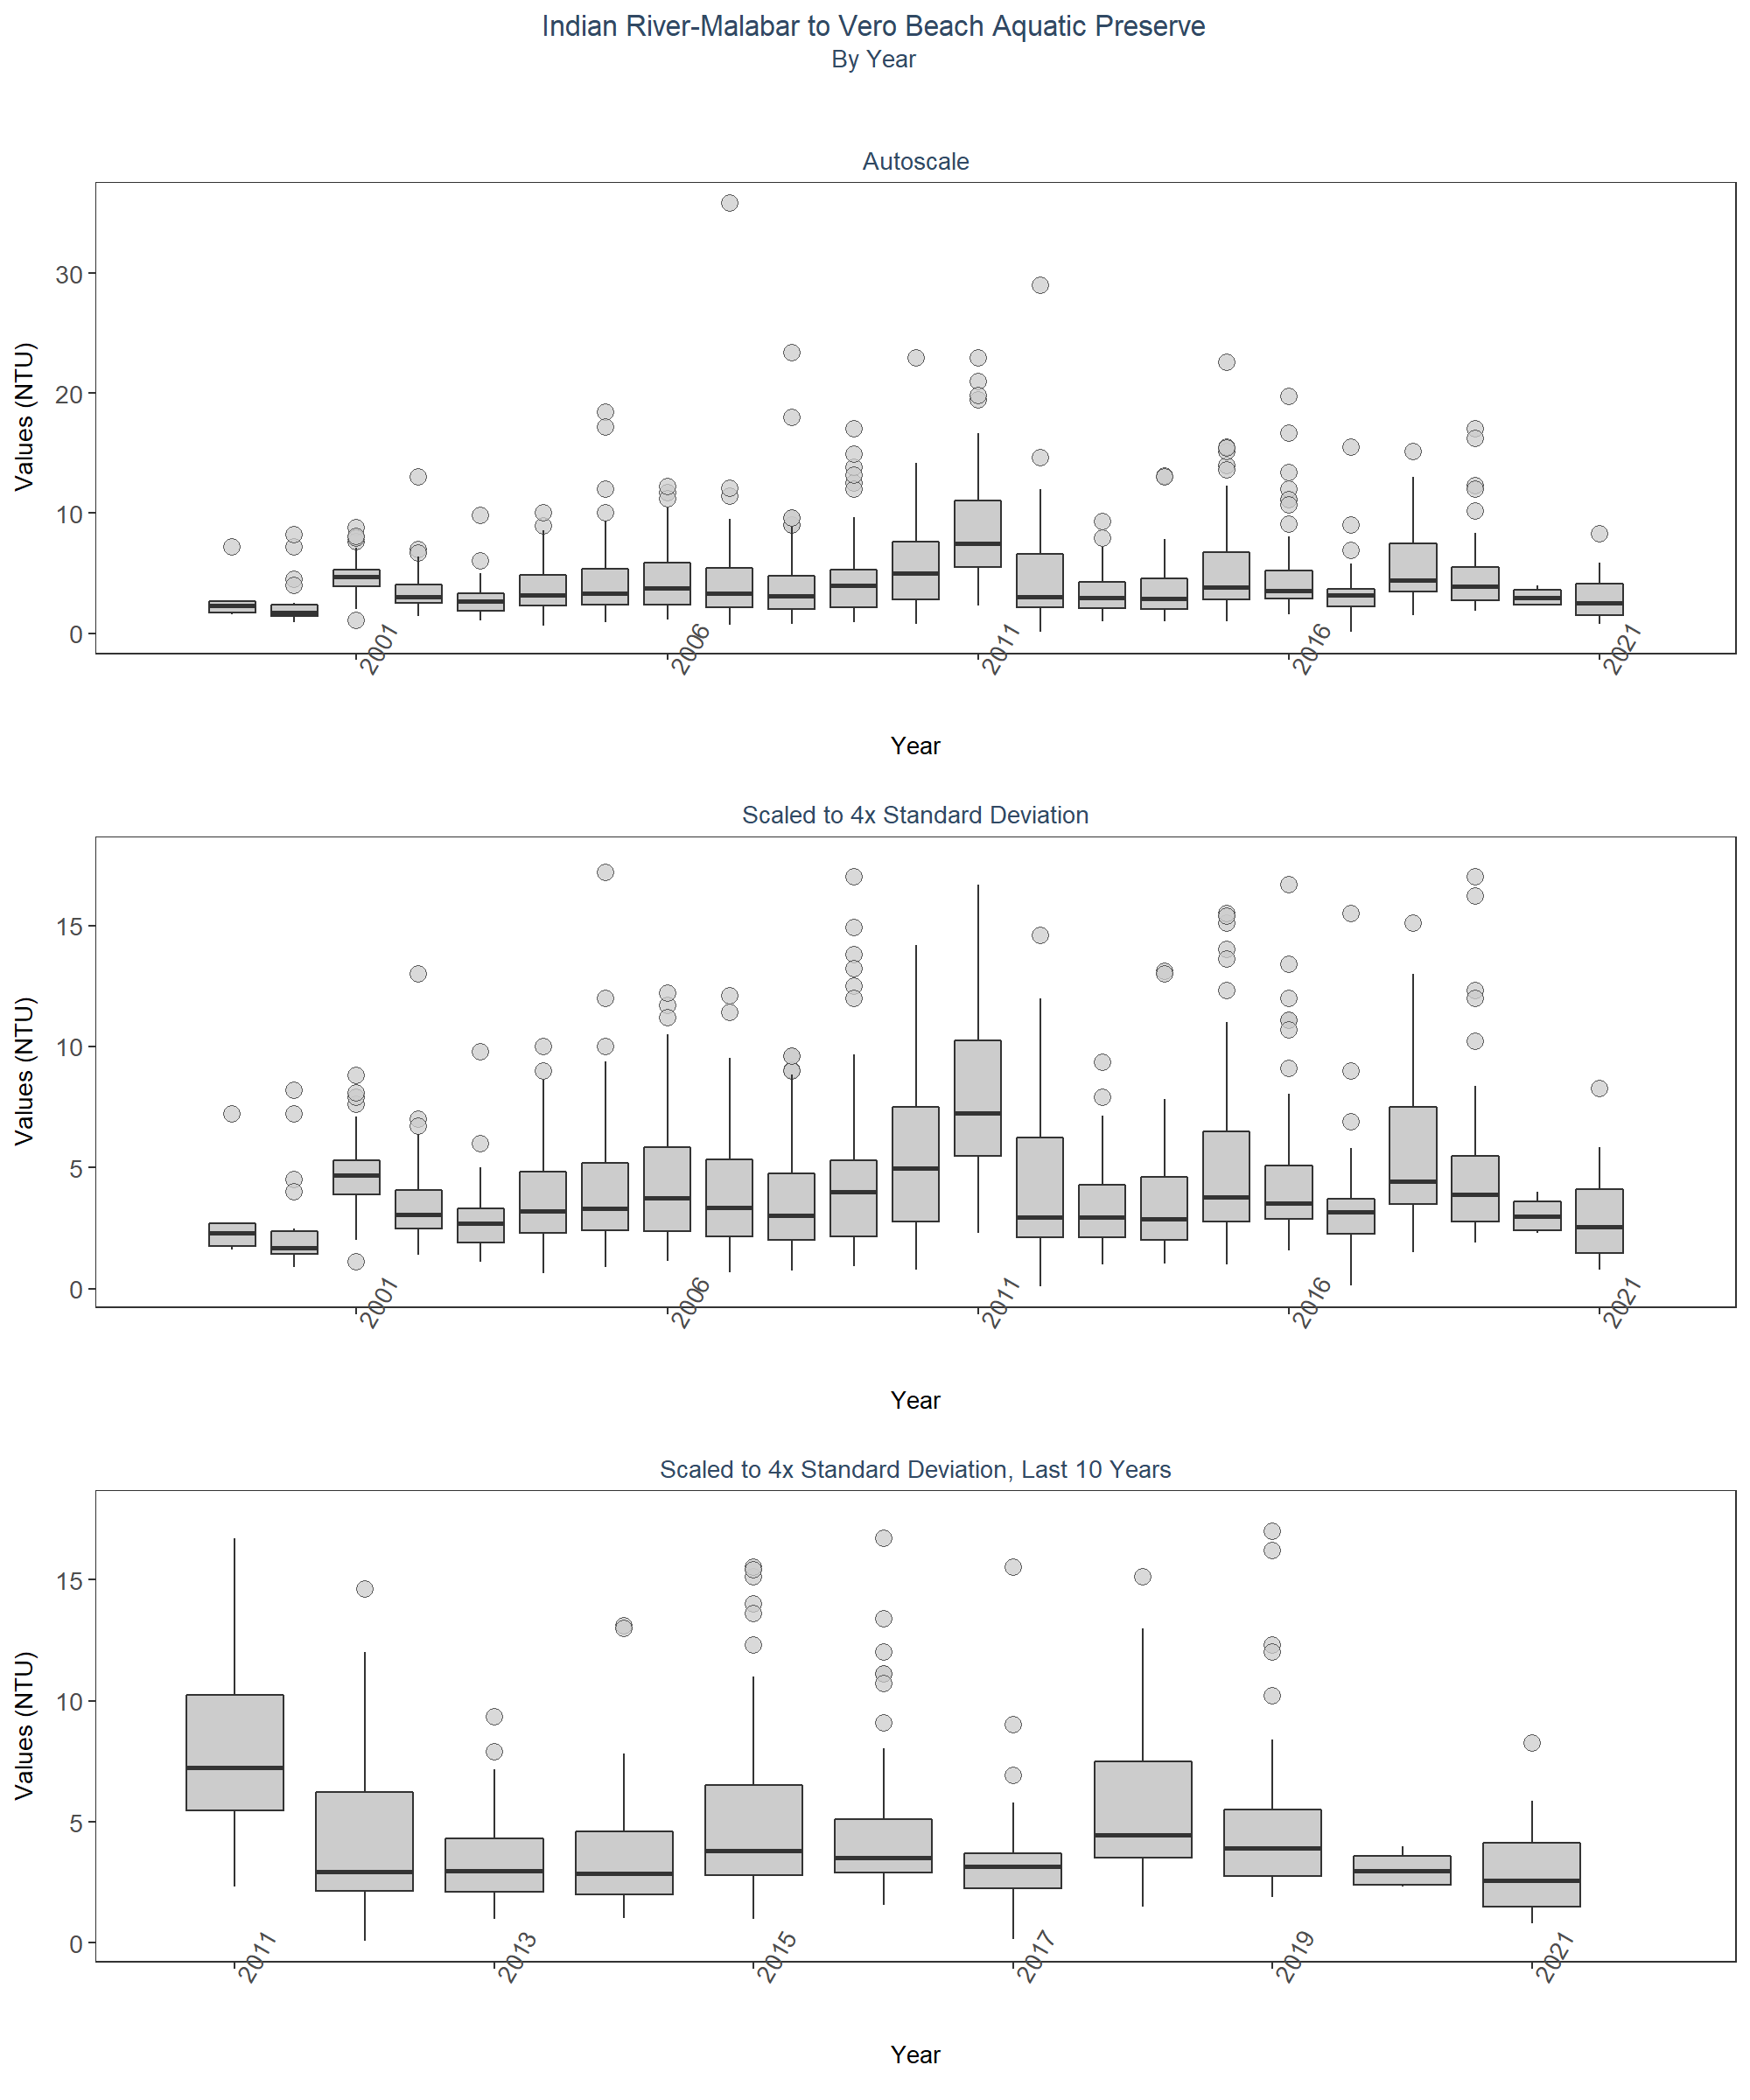 Indian River-Malabar to Vero Beach Aquatic Preserve
By Year
Autoscale
Values (NTU)
30
20
10
0
2001
2006
2011
2016
2021
Year
Scaled to 4x Standard Deviation
Values (NTU)
15
10
5
0
2001
2006
2011
2016
2021
Year
Scaled to 4x Standard Deviation, Last 10 Years
Values (NTU)
15
10
5
0
2011
2013
2015
2017
2019
2021
Year